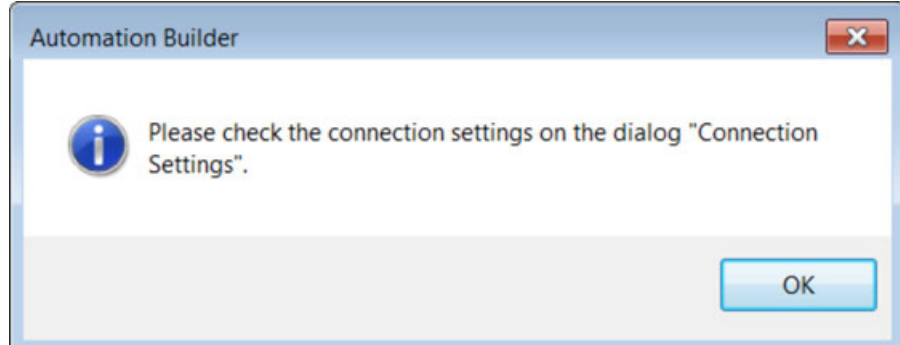 Automation Builder
Please check the connection settings on the dialog "Connection
Settings".
OK